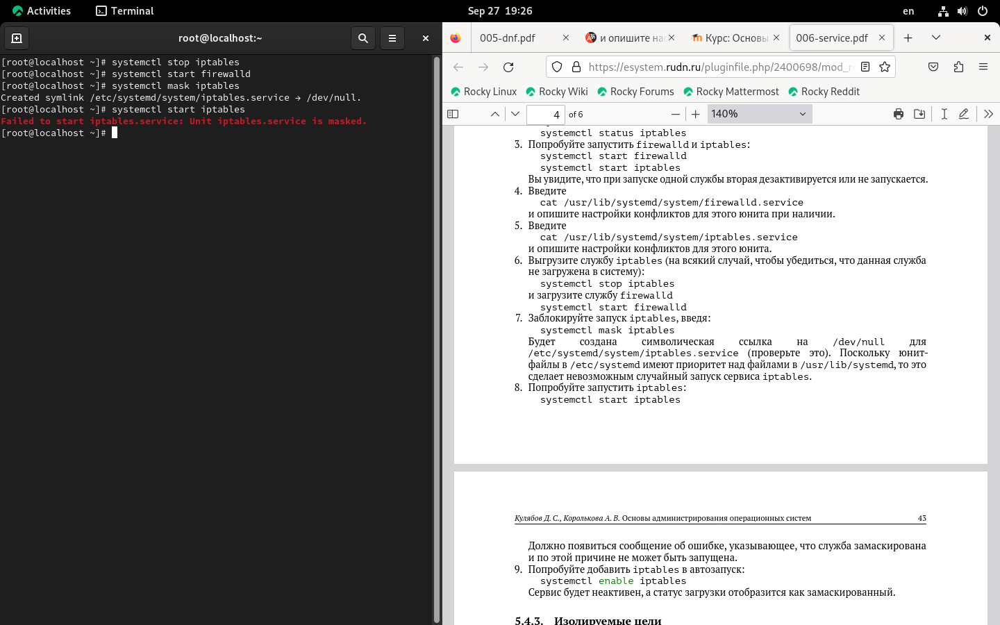 Activities
Terminal
Sep 27 19:26
en
root@localhost:~
[root@localhost ~]# systemctl stop iptables
[root@localhost ~]# systemctl start firewalld
[root@localhost ~]# systemctl mask iptables
Created symlink /etc/systemd/system/iptables.service → /dev/null.
[root@localhost ~]# systemctl start iptables
Failed to start iptables.service: Unit iptables.service is masked.
[root@localhost ~]#
005-dnf.pdf
и опишите нас
Курс: Основы
006-service.pdf
https://esystem.rudn.ru/pluginfile.php/2400698/mod_r
Rocky Linux
Rocky Wiki
Rocky Forums
Rocky Mattermost
Rocky Reddit
4 of 6
140%
systemctl status iptables
3. Попробуйте запустить firewalld и iptables:
systemctl start firewalld
systemctl start iptables
Вы увидите, что при запуске одной службы вторая дезактивируется или не запускается.
4. Введите
cat /usr/lib/systemd/system/firewalld.service
и опишите настройки конфликтов для этого юнита при наличии.
5. Введите
cat /usr/lib/systemd/system/iptables.service
и опишите настройки конфликтов для этого юнита.
6. Выгрузите службу iptables (на всякий случай, чтобы убедиться, что данная служба
не загружена в систему):
systemctl stop iptables
и загрузите службу firewalld
systemctl start firewalld
7. Заблокируйте запуск iptables, введя:
systemctl mask iptables
Будет создана символическая ссылка на /dev/null для
/etc/systemd/system/iptables.service (проверьте это). Поскольку юнит-
файлы в /etc/systemd имеют приоритет над файлами в /usr/lib/systemd, то это
сделает невозможным случайный запуск сервиса iptables.
8. Попробуйте запустить iptables:
systemctl start iptables
Кулябов Д. С., Королькова А. В. Основы администрирования операционных систем 43
Должно появиться сообщение об ошибке, указывающее, что служба замаскирована
и по этой причине не может быть запущена.
9. Попробуйте добавить iptables в автозапуск:
systemctl enable iptables
Сервис будет неактивен, а статус загрузки отобразится как замаскированный.
5.4.3. Изолируемые цели